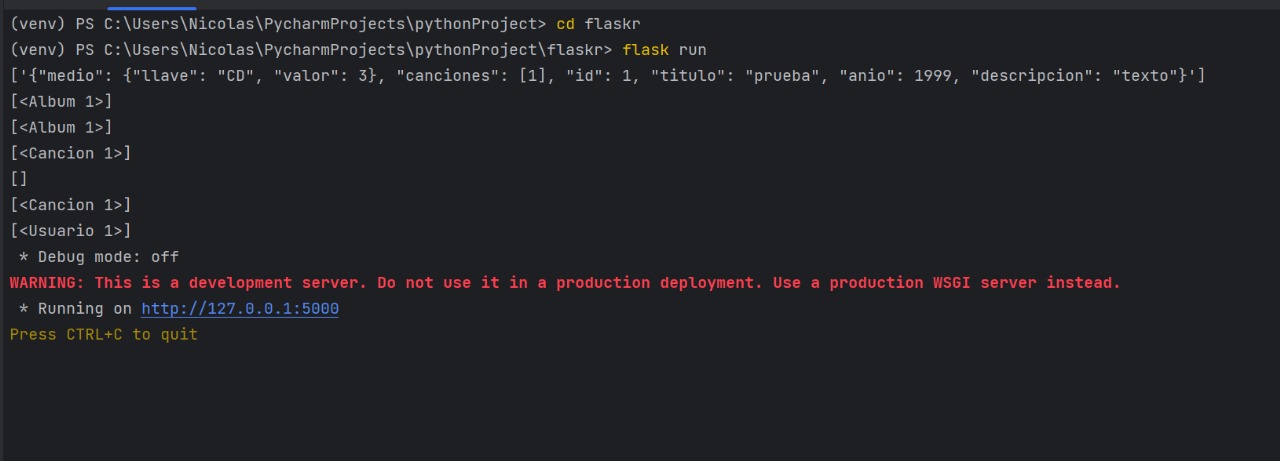 (venv) PS C:\Users\Nicolas\PycharmProjects\pythonProject> cd flaskr
(venv) PS C:\Users\Nicolas\PycharmProjects\pythonProject\flaskr> flask run
['{"medio": {"llave": "CD", "valor": 3}, "canciones": [1], "id": 1, "titulo": "prueba", "anio": 1999, "descripcion": "texto"}']
[<Album 1>]
[<Album 1>]
[<Cancion 1>]
[]
[<Cancion 1>]
[<Usuario 1>]
 * Debug mode: off
WARNING: This is a development server. Do not use it in a production deployment. Use a production WSGI server instead.
 * Running on http://127.0.0.1:5000
Press CTRL+C to quit